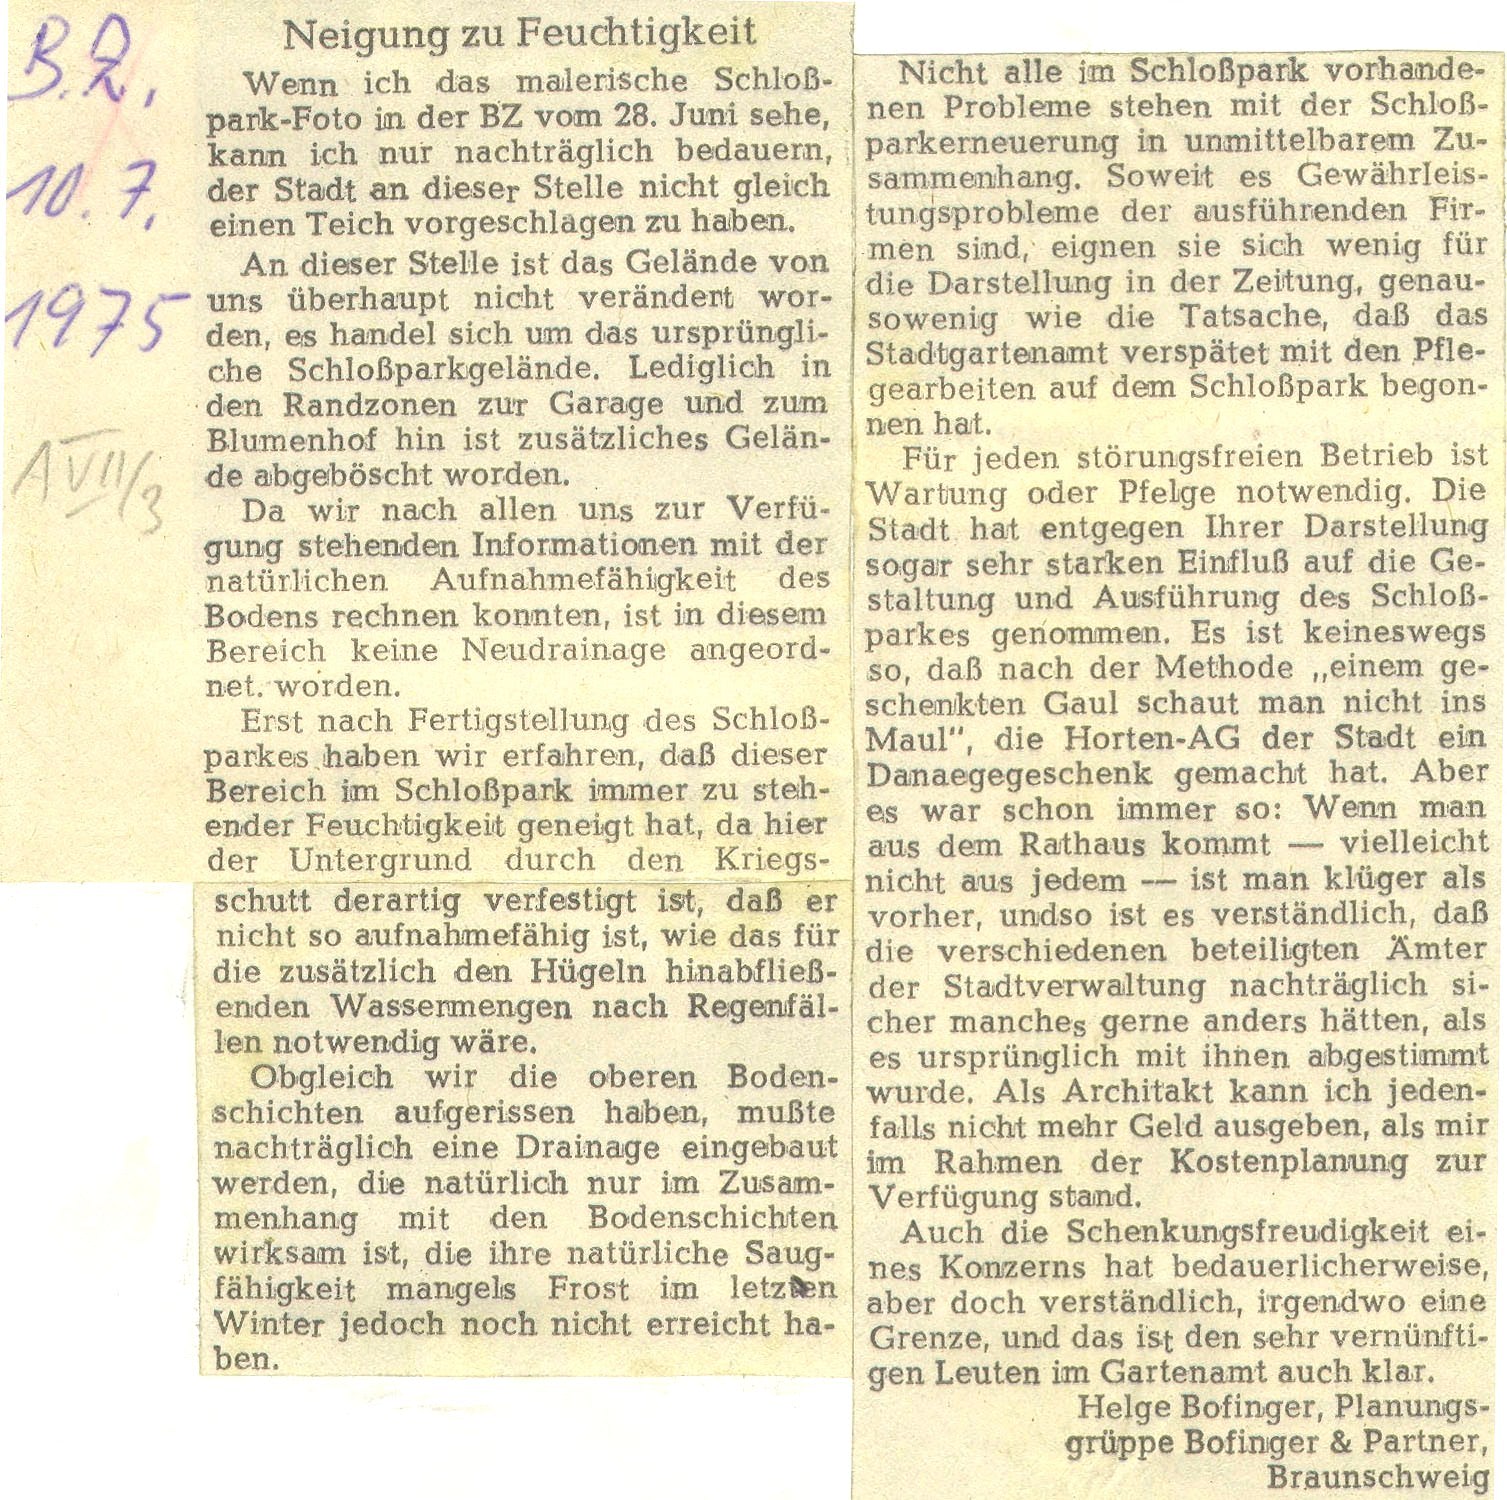 B.Z.
10.7.
1975
A VII/3
Neigung zu Feuchtigkeit
Wenn ich das malerische Schloß-
park-Foto in der BZ vom 28. Juni sehe,
kann ich nur nachträglich bedauern,
der Stadt an dieser Stelle nicht gleich
einen Teich vorgeschlagen zu haben.
An dieser Stelle ist das Gelände von
uns überhaupt nicht verändert wor-
den, es handel sich um das ursprüngli-
che Schloßparkgelände. Lediglich in
den Randzonen zur Garage und zum
Blumenhof hin ist zusätzliches Gelän-
de abgeböscht worden.
Da wir nach allen uns zur Verfü-
gung stehenden Informationen mit der
natürlichen Aufnahmefähigkeit des
Bodens rechnen konnten, ist in diesem
Bereich keine Neudrainage angeord-
net. worden.
Erst nach Fertigstellung des Schloß-
parkes haben wir erfahren, daß dieser
Bereich im Schloßpark immer zu steh-
ender Feuchtigkeit geneigt hat, da hier
der Untergrund durch den Kriegs-
schutt derartig verfestigt ist, daß er
nicht so aufnahmefähig ist, wie das für
die zusätzlich den Hügeln hinabfließ-
enden Wassermengen nach Regenfäl-
len notwendig wäre.
Obgleich wir die oberen Boden-
schichten aufgerissen haben, mußte
nachträglich eine Drainage eingebaut
werden, die natürlich nur im Zusam-
menhang mit den Bodenschichten
wirksam ist, die ihre natürliche Saug-
fähigkeit mangels Frost im letzten
Winter jedoch noch nicht erreicht ha-
ben.
Nicht alle im Schloßpark vorhande-
nen Probleme stehen mit der Schloß-
parkerneuerung in unmittelbarem Zu-
sammenhang. Soweit es Gewährleis-
tungsprobleme der ausführenden Fir-
men sind, eignen sie sich wenig für
die Darstellung in der Zeitung, genau-
sowenig wie die Tatsache, daß das
Stadtgartenamt verspätet mit den Pfle-
gearbeiten auf dem Schloßpark begon-
nen hat.
Für jeden störungsfreien Betrieb ist
Wartung oder Pfelge notwendig. Die
Stadt hat entgegen Ihrer Darstellung
sogar sehr starken Einfluß auf die Ge-
staltung und Ausführung des Schloß-
parkes genommen. Es ist keineswegs
so, daß nach der Methode „einem ge-
schenkten Gaul schaut man nicht ins
Maul", die Horten-AG der Stadt ein
Danaegegeschenk gemacht hat. Aber
es war schon immer so: Wenn man
aus dem Rathaus kommt — vielleicht
nicht aus jedem — ist man klüger als
vorher, undso ist es verständlich, daß
die verschiedenen beteiligten Ämter
der Stadtverwaltung nachträglich si-
cher manches gerne anders hätten, als
es ursprünglich mit ihnen abgestimmt
wurde. Als Architakt kann ich jeden-
falls nicht mehr Geld ausgeben, als mir
im Rahmen der Kostenplanung zur
Verfügung stand.
Auch die Schenkungsfreudigkeit ei-
nes Konzerns hat bedauerlicherweise,
aber doch verständlich, irgendwo eine
Grenze, und das ist den sehr vernünfti-
gen Leuten im Gartenamt auch klar.
Helge Bofinger, Planungs-
grüppe Bofinger & Partner,
Braunschweig